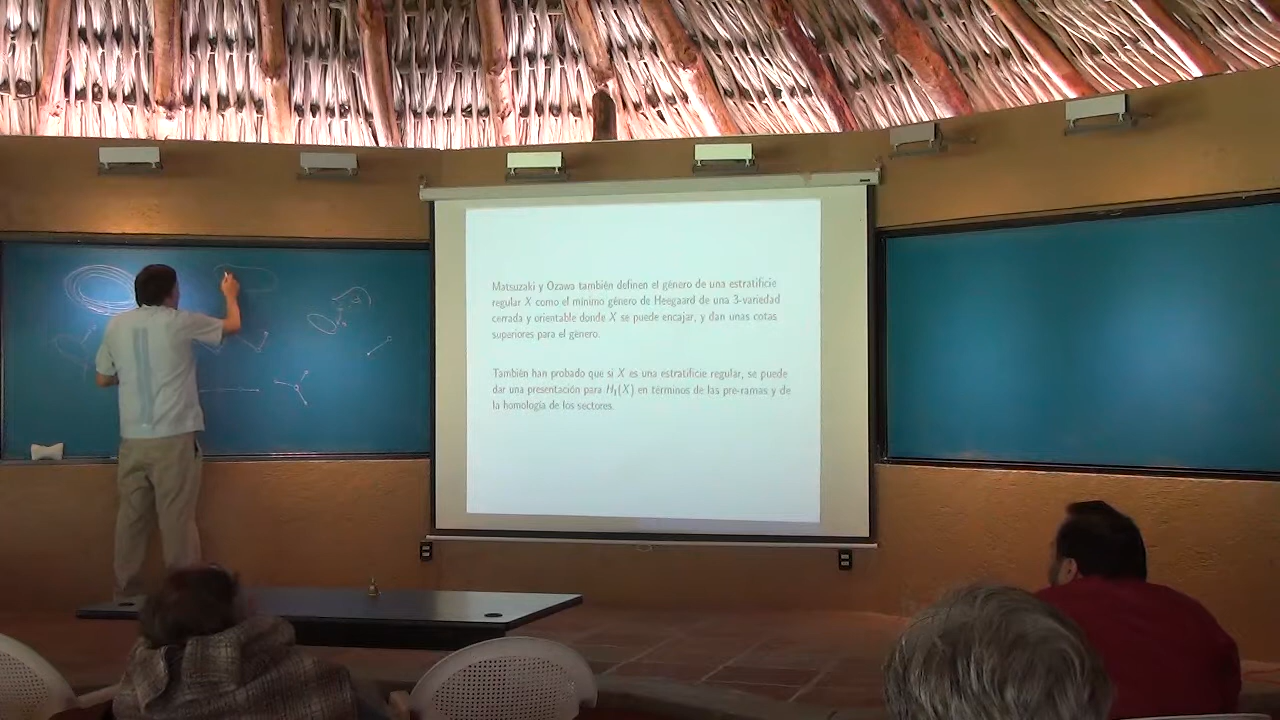 Matsuzaki y Ozawa también definen el género de una estratificie
regular X como el mínimo género de Heegaard de una 3-variedad
cerrada y orientable donde X se puede encajar, y dan unas cotas
superiores para el género.
También han probado que si X es una estratificie regular, se puede
dar una presentación para H₁(X) en términos de las pre-ramas y de
la homología de los sectores.